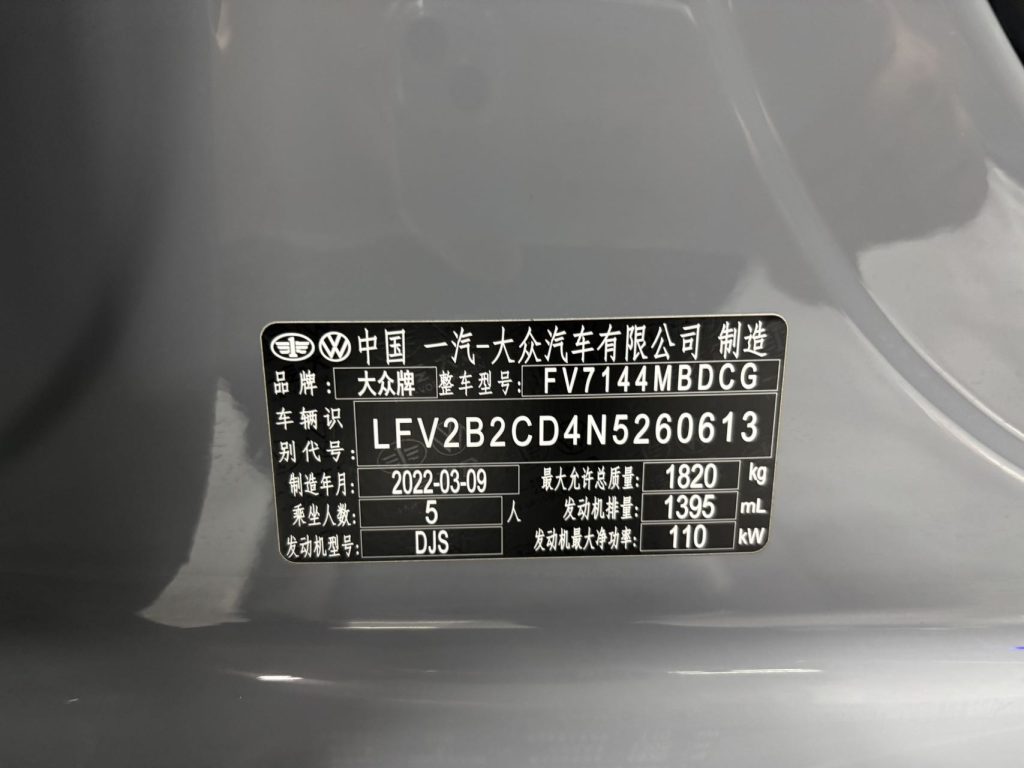 中国 一汽-大众汽车有限公司 制造
品牌: 大众牌 整车型号: FV7144MBDCG
车辆识别代号: LFV2B2CD4N5260613
制造年月: 2022-03-09 最大允许总质量: 1820 kg
乘坐人数: 5 人 发动机排量: 1395 mL
发动机型号: DJS 发动机最大净功率: 110 kW